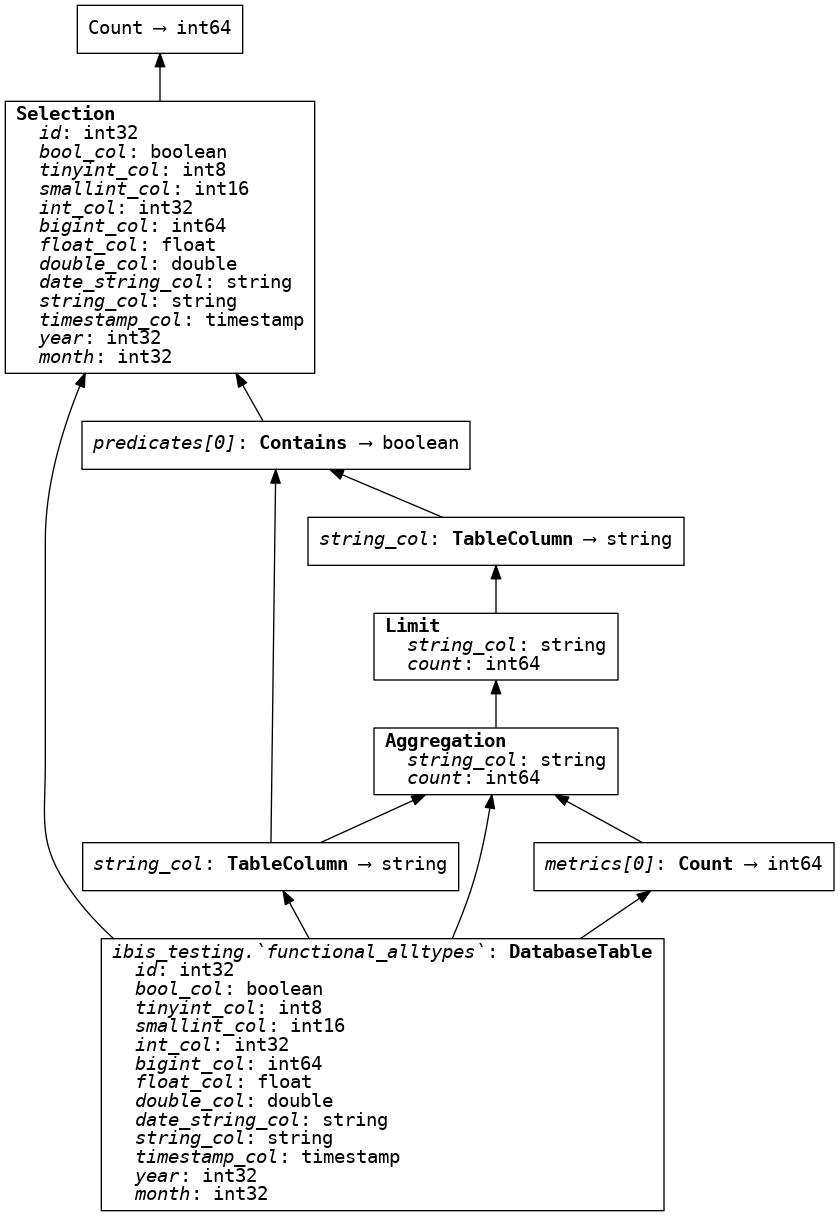 Count → int64
Selection
id: int32
bool_col: boolean
tinyint_col: int8
smallint_col: int16
int_col: int32
bigint_col: int64
float_col: float
double_col: double
date_string_col: string
string_col: string
timestamp_col: timestamp
year: int32
month: int32
predicates[0]: Contains → boolean
string_col: TableColumn → string
Limit
string_col: string
count: int64
Aggregation
string_col: string
count: int64
string_col: TableColumn → string
metrics[0]: Count → int64
ibis_testing.`functional_alltypes`: DatabaseTable
id: int32
bool_col: boolean
tinyint_col: int8
smallint_col: int16
int_col: int32
bigint_col: int64
float_col: float
double_col: double
date_string_col: string
string_col: string
timestamp_col: timestamp
year: int32
month: int32